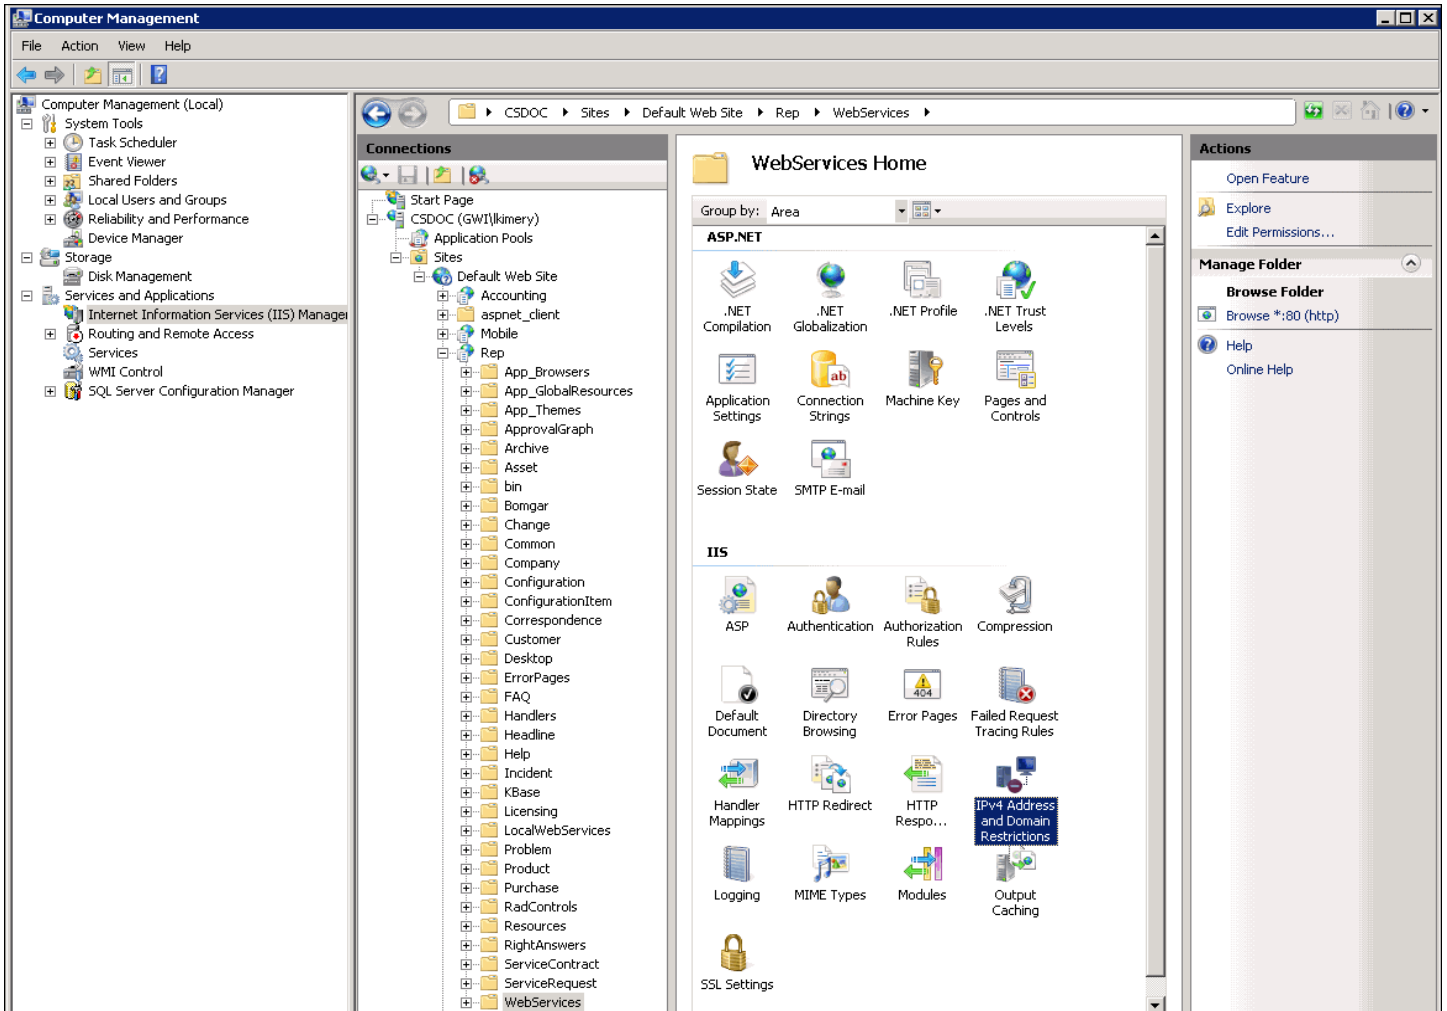 Computer Management
File Action View Help
Computer Management (Local)
System Tools
Task Scheduler
Event Viewer
Shared Folders
Local Users and Groups
Reliability and Performance
Device Manager
Storage
Disk Management
Services and Applications
Internet Information Services (IIS) Manager
Routing and Remote Access
Services
WMI Control
SQL Server Configuration Manager
CSDOC Sites Default Web Site Rep WebServices
Connections
Start Page
CSDOC (GWI\lkimery)
Application Pools
Sites
Default Web Site
Accounting
aspnet_client
Mobile
Rep
App_Browsers
App_GlobalResources
App_Themes
ApprovalGraph
Archive
Asset
bin
Bomgar
Change
Common
Company
Configuration
ConfigurationItem
Correspondence
Customer
Desktop
ErrorPages
FAQ
Handlers
Headline
Help
Incident
KBase
Licensing
LocalWebServices
Problem
Product
Purchase
RadControls
Resources
RightAnswers
ServiceContract
ServiceRequest
WebServices
WebServices Home
Group by: Area
ASP.NET
.NET Compilation
.NET Globalization
.NET Profile
.NET Trust Levels
Application Settings
Connection Strings
ab
Machine Key
Pages and Controls
Session State
SMTP E-mail
IIS
ASP
Authentication
Authorization Rules
Compression
Default Document
Directory Browsing
404
Error Pages
Failed Request Tracing Rules
Handler Mappings
HTTP Redirect
HTTP Respo...
IPv4 Address and Domain Restrictions
Logging
MIME Types
Modules
Output Caching
SSL Settings
Actions
Open Feature
Explore
Edit Permissions...
Manage Folder
Browse Folder
Browse *:80 (http)
Help
Online Help